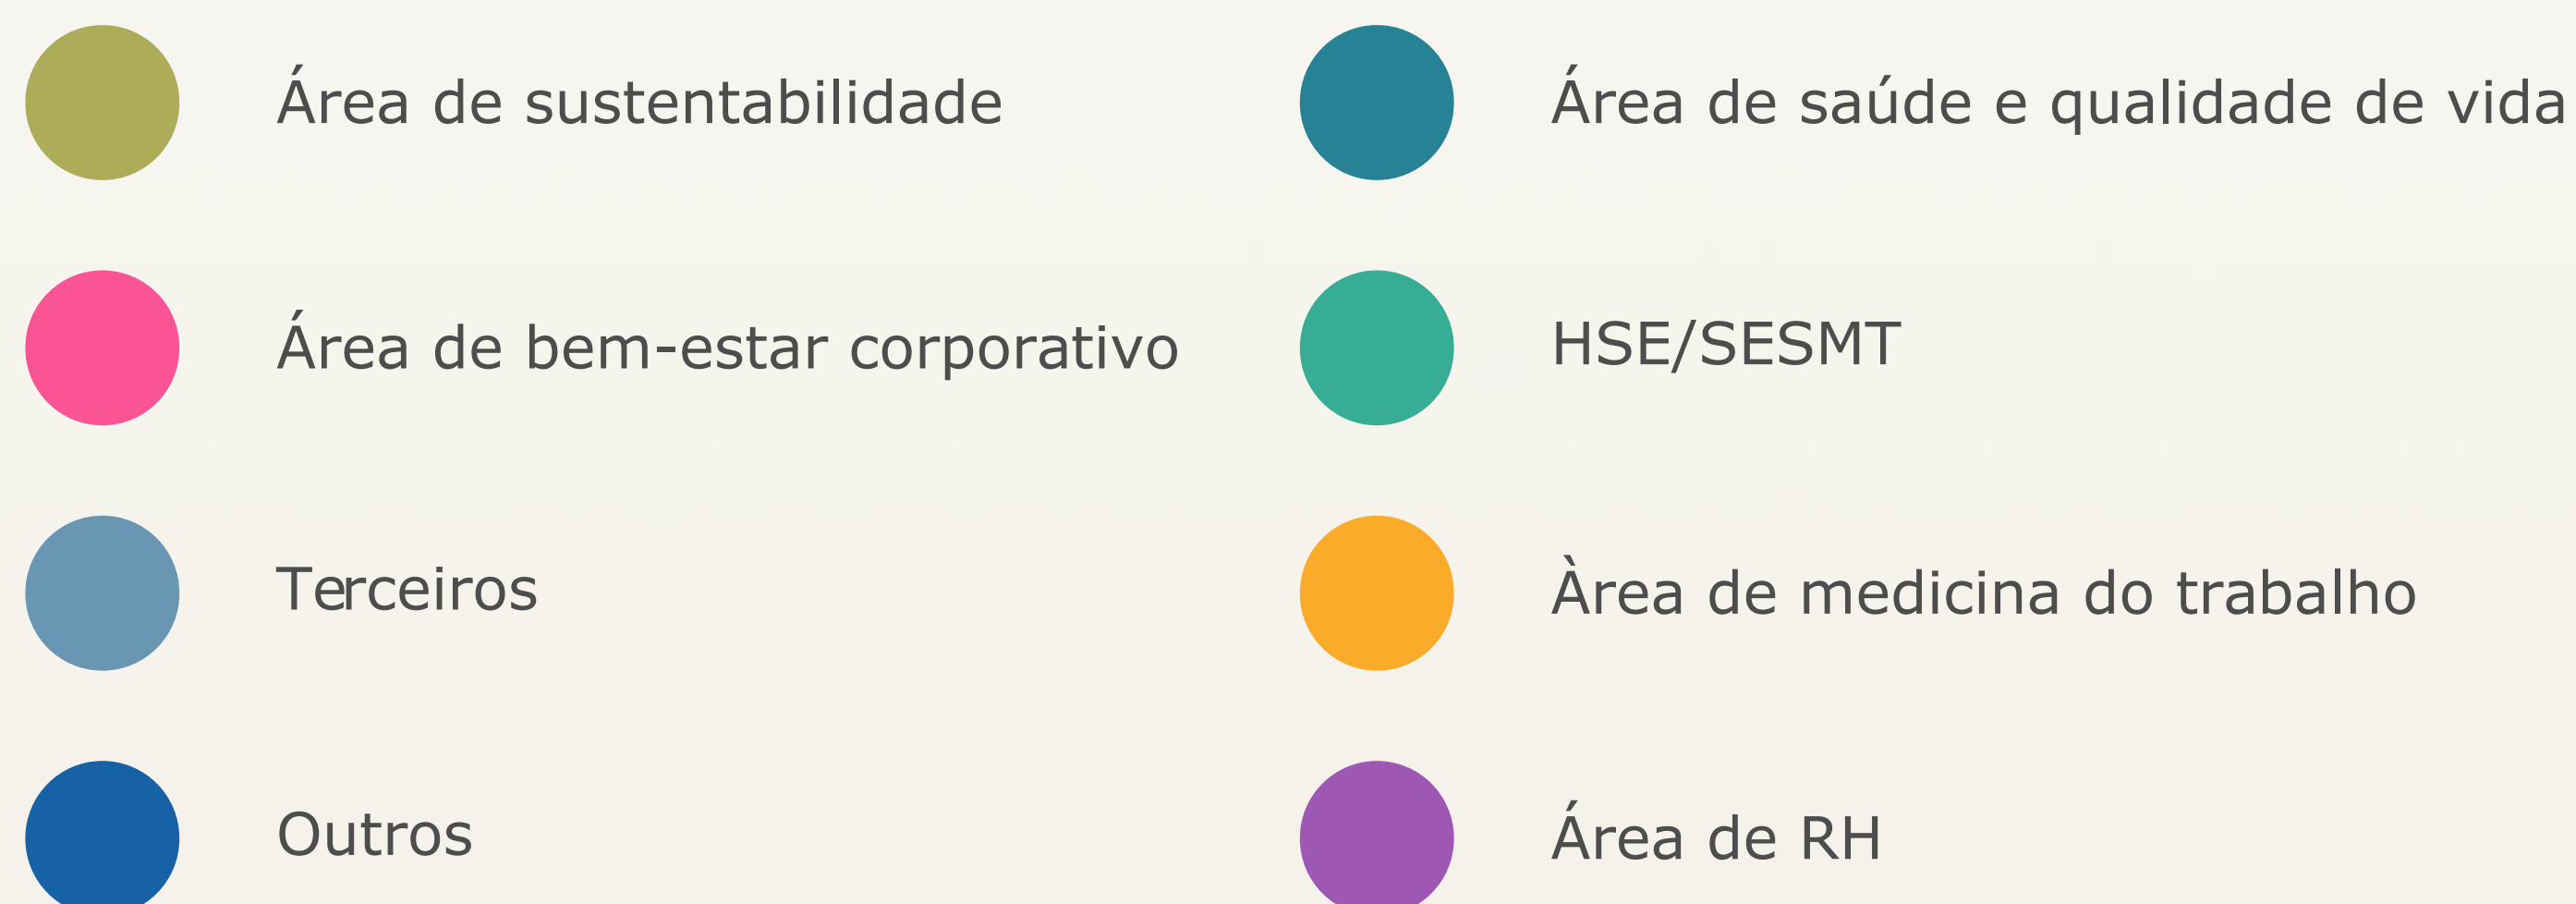 Área de sustentabilidade
Área de saúde e qualidade de vida
Área de bem-estar corporativo
HSE/SESMT
Terceiros
Àrea de medicina do trabalho
Outros
Área de RH